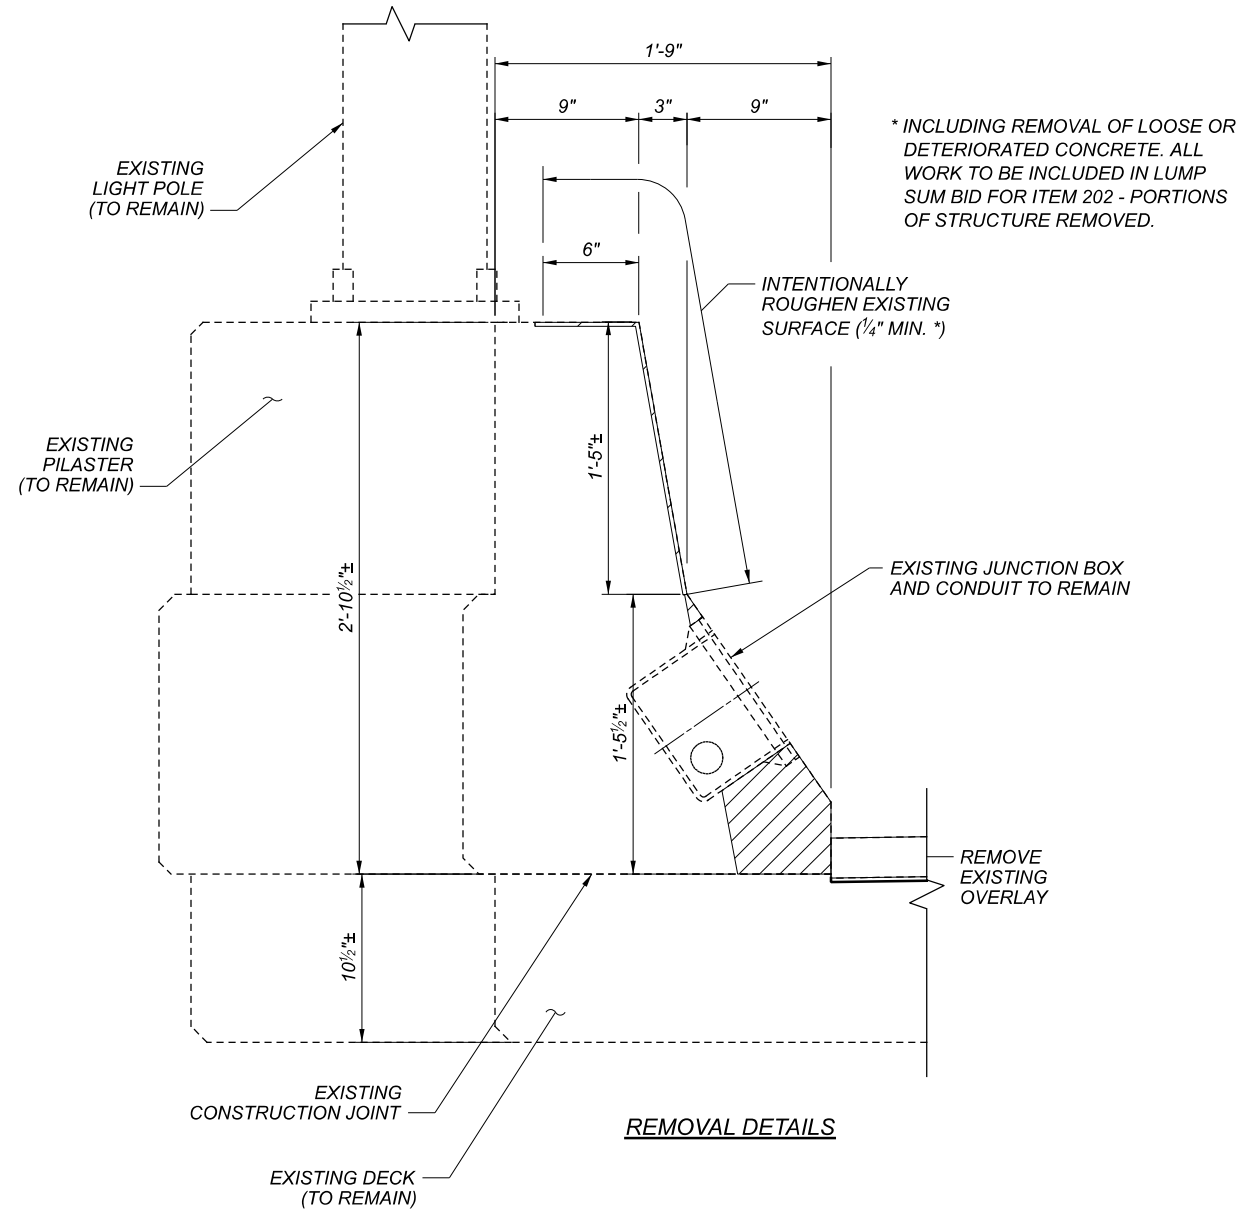 1'-9"
9"
3"
9"
* INCLUDING REMOVAL OF LOOSE OR
DETERIORATED CONCRETE. ALL
WORK TO BE INCLUDED IN LUMP
SUM BID FOR ITEM 202 - PORTIONS
OF STRUCTURE REMOVED.
EXISTING
LIGHT POLE
(TO REMAIN)
6"
INTENTIONALLY
ROUGHEN EXISTING
SURFACE (¼" MIN. *)
EXISTING
PILASTER
(TO REMAIN)
1'-5"±
2'-10½"±
EXISTING JUNCTION BOX
AND CONDUIT TO REMAIN
1'-5½"±
REMOVE
EXISTING
OVERLAY
10½"±
EXISTING
CONSTRUCTION JOINT
REMOVAL DETAILS
EXISTING DECK
(TO REMAIN)